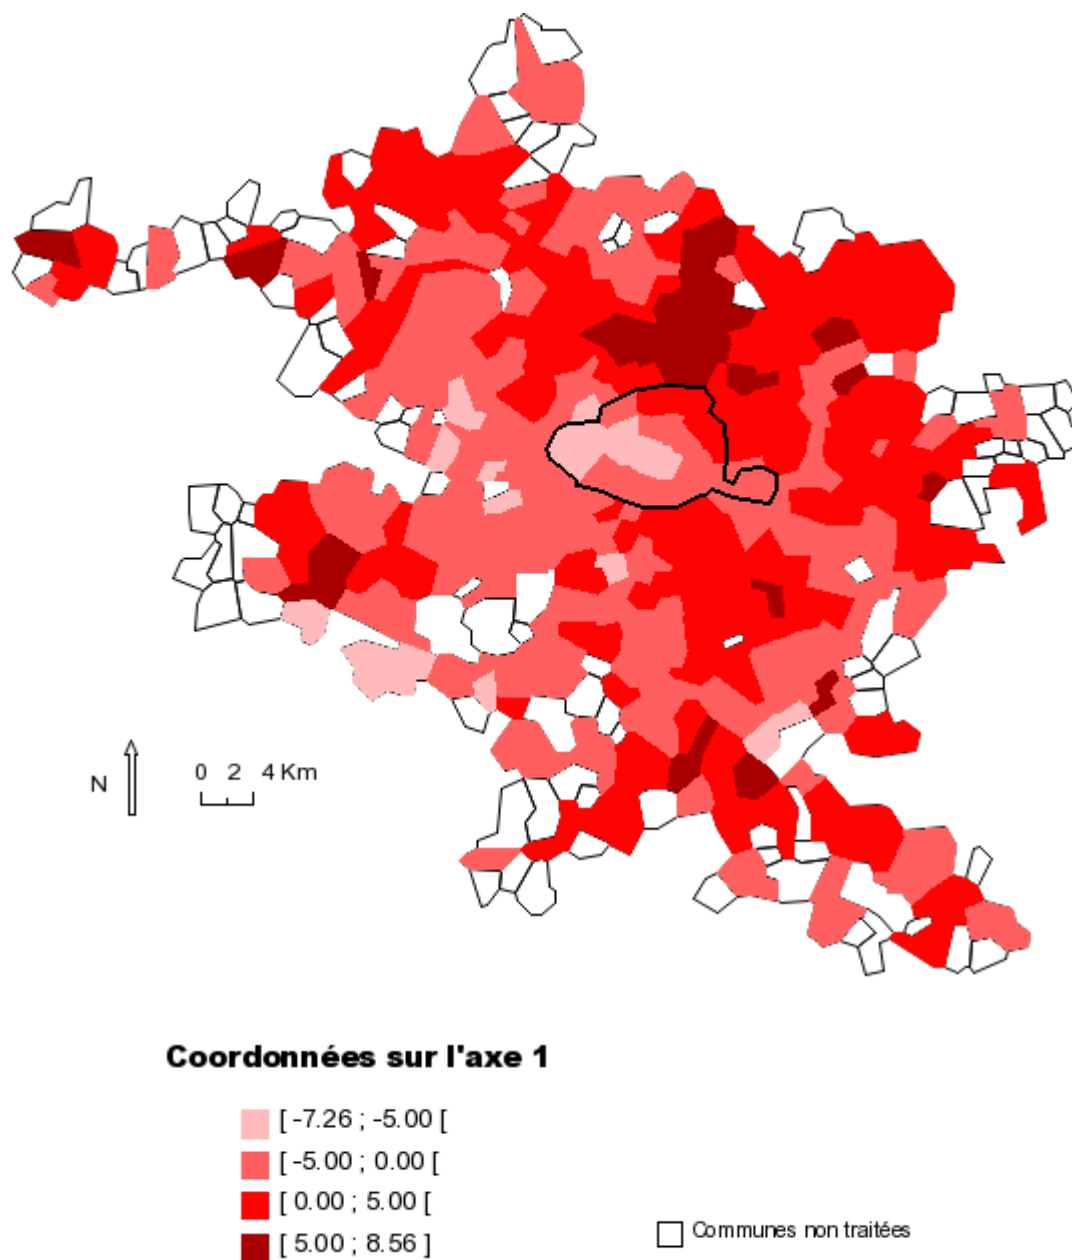 N
0 2 4 Km
Coordonnées sur l'axe 1
[ -7.26 ; -5.00 [
[ -5.00 ; 0.00 [
[ 0.00 ; 5.00 [
[ 5.00 ; 8.56 ]
Communes non traitées